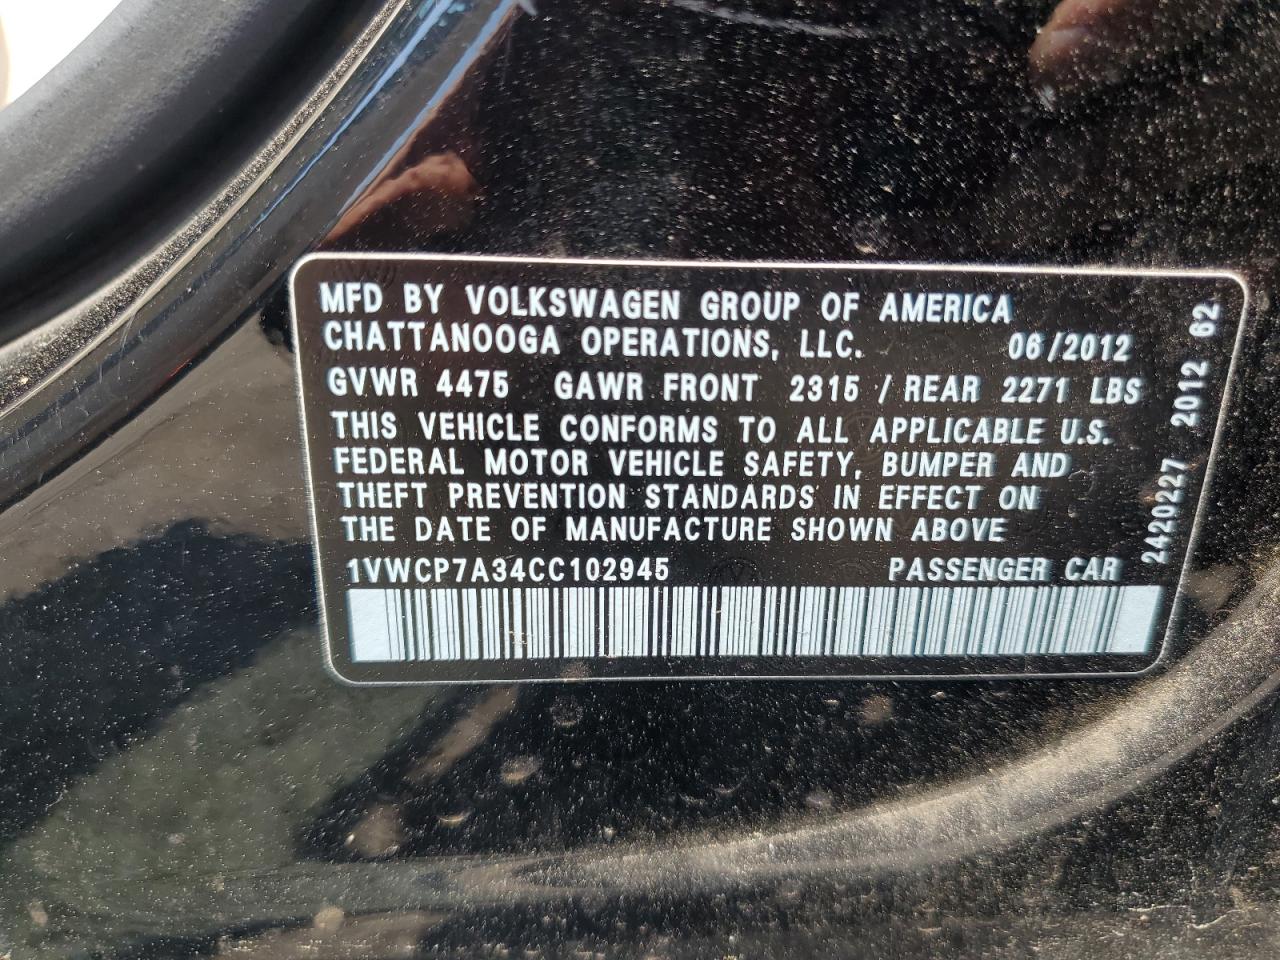 MFD BY VOLKSWAGEN GROUP OF AMERICA
CHATTANOOGA OPERATIONS, LLC. 06/2012
GVWR 4475 GAWR FRONT 2315 / REAR 2271 LBS
THIS VEHICLE CONFORMS TO ALL APPLICABLE U.S.
FEDERAL MOTOR VEHICLE SAFETY, BUMPER AND
THEFT PREVENTION STANDARDS IN EFFECT ON
THE DATE OF MANUFACTURE SHOWN ABOVE
1VWCP7A34CC102945 PASSENGER CAR
2420227 2012 62